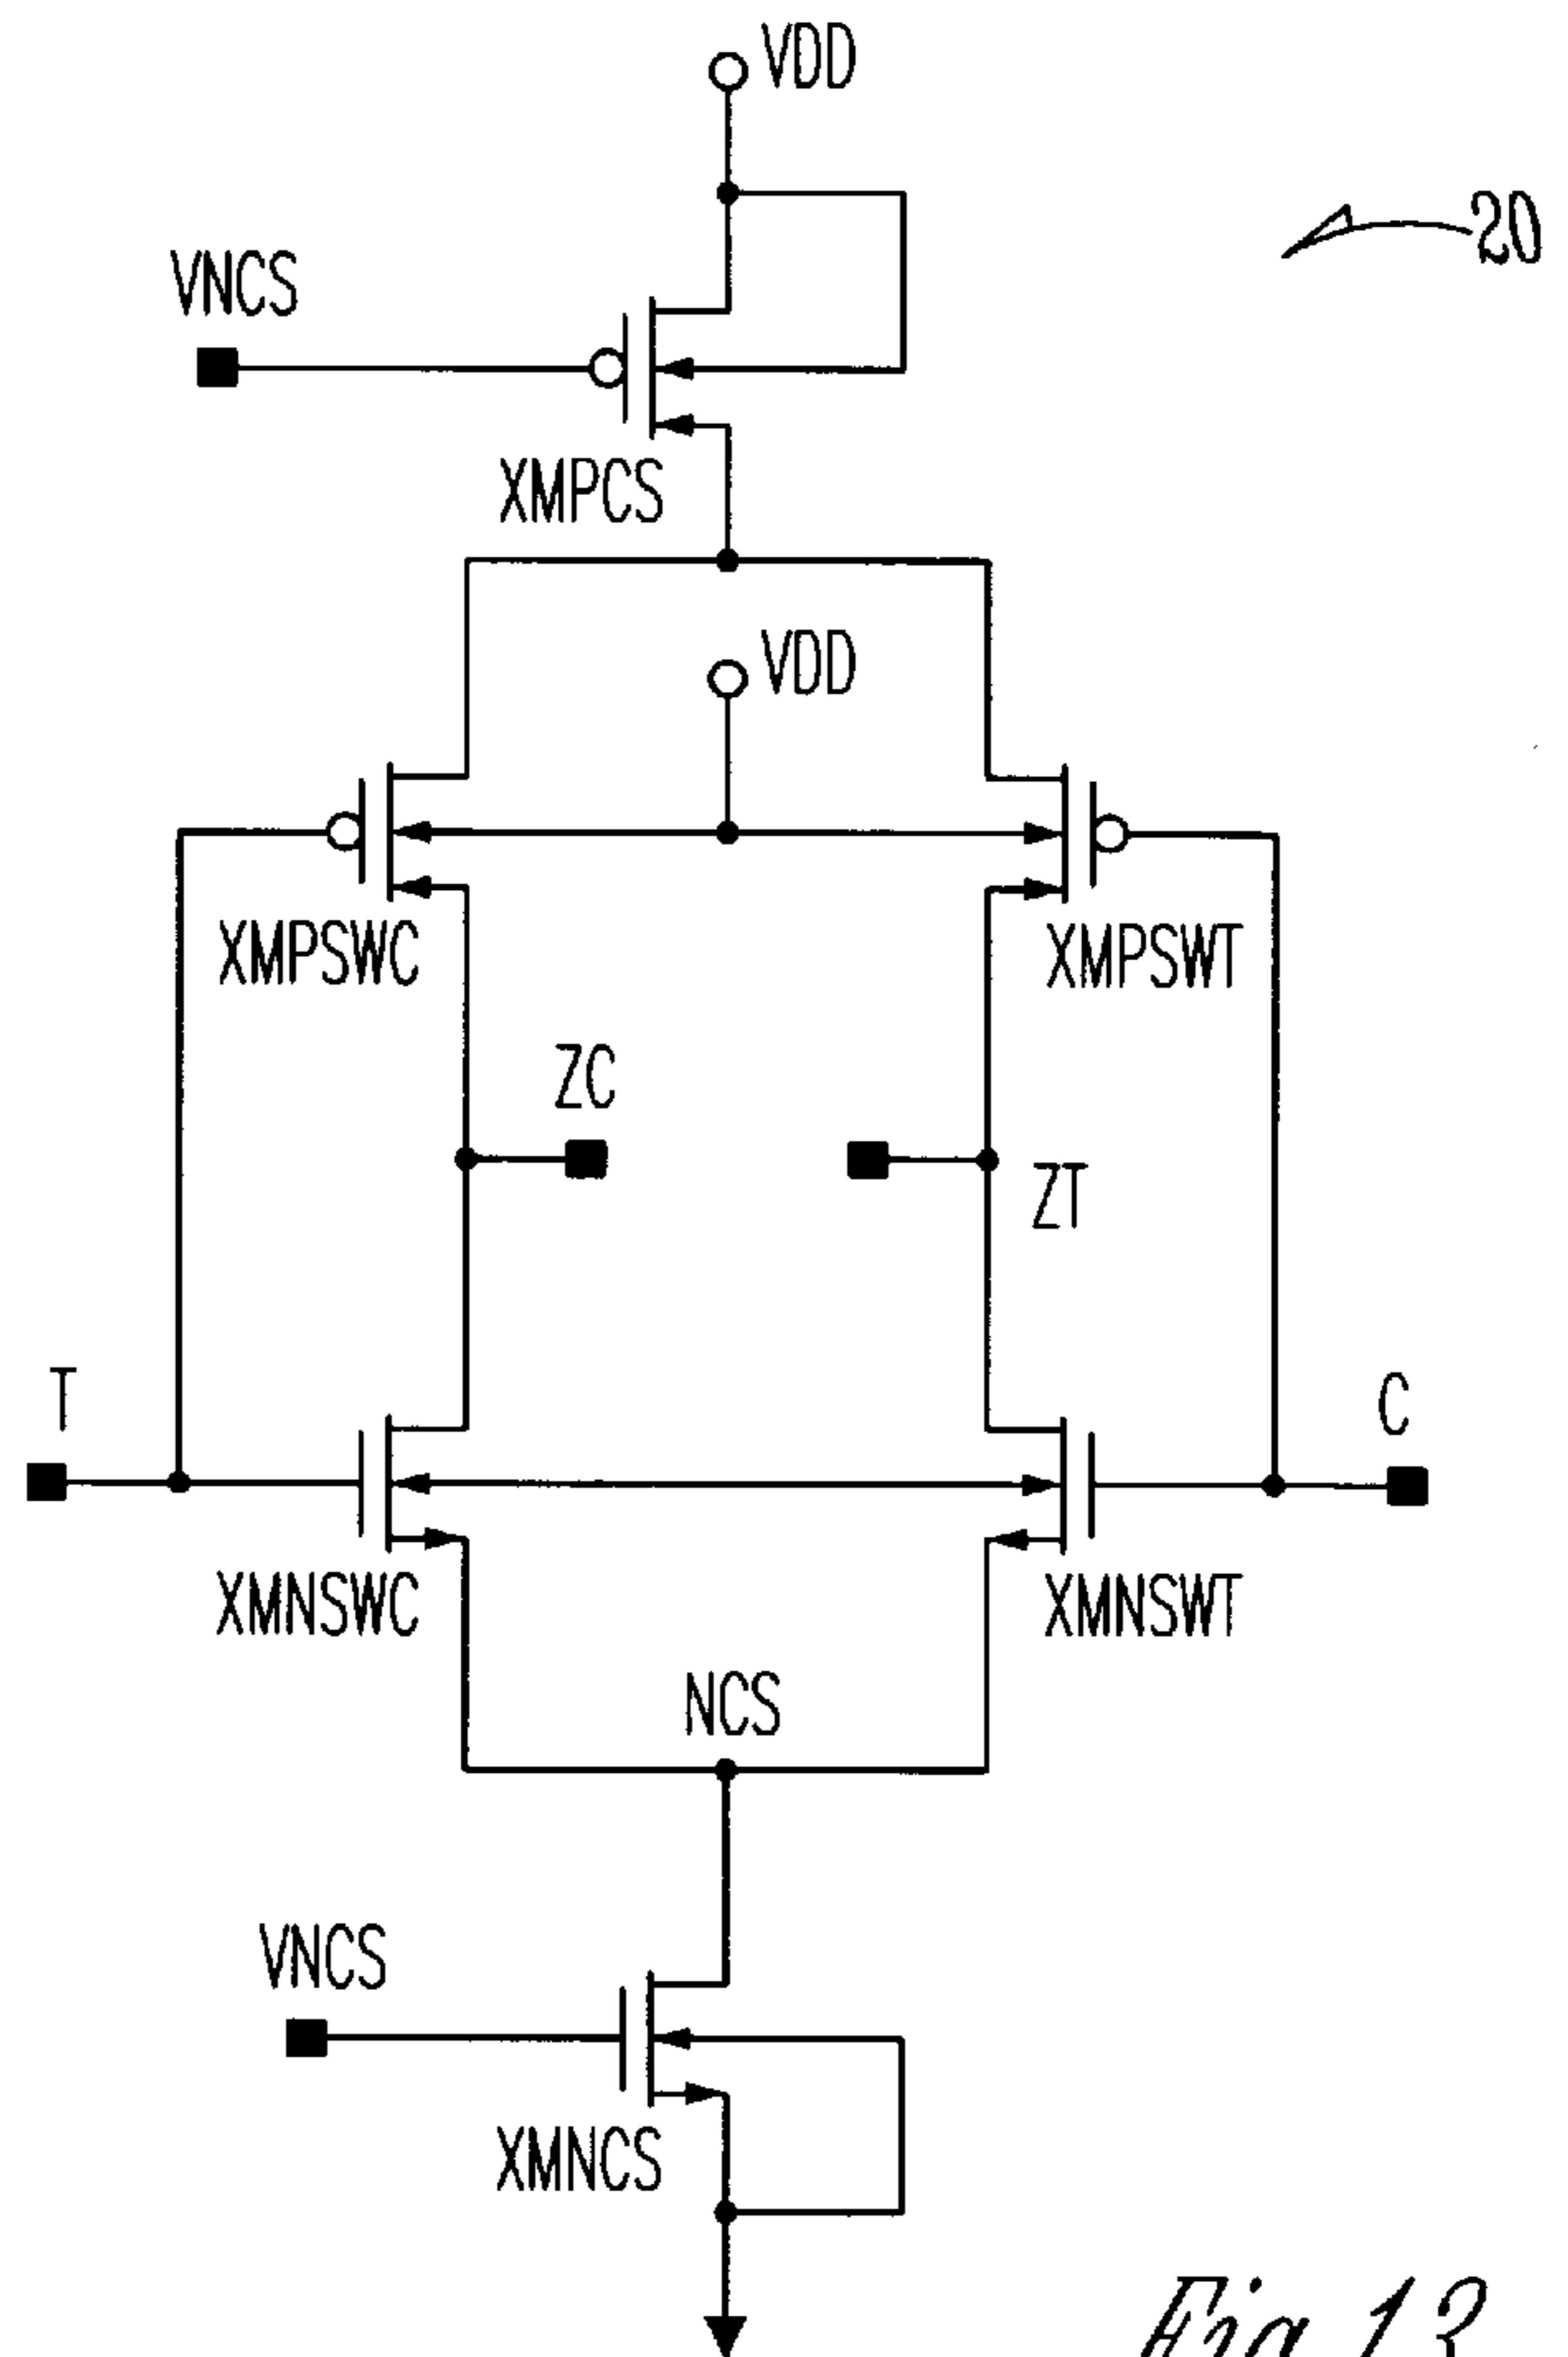 VDD
20
VNCS
XMPCS
VDD
XMPSWC
XMPSWT
ZC
ZT
T
C
XMNSWC
XMNSWT
NCS
VNCS
XMNCS
Fig. 13